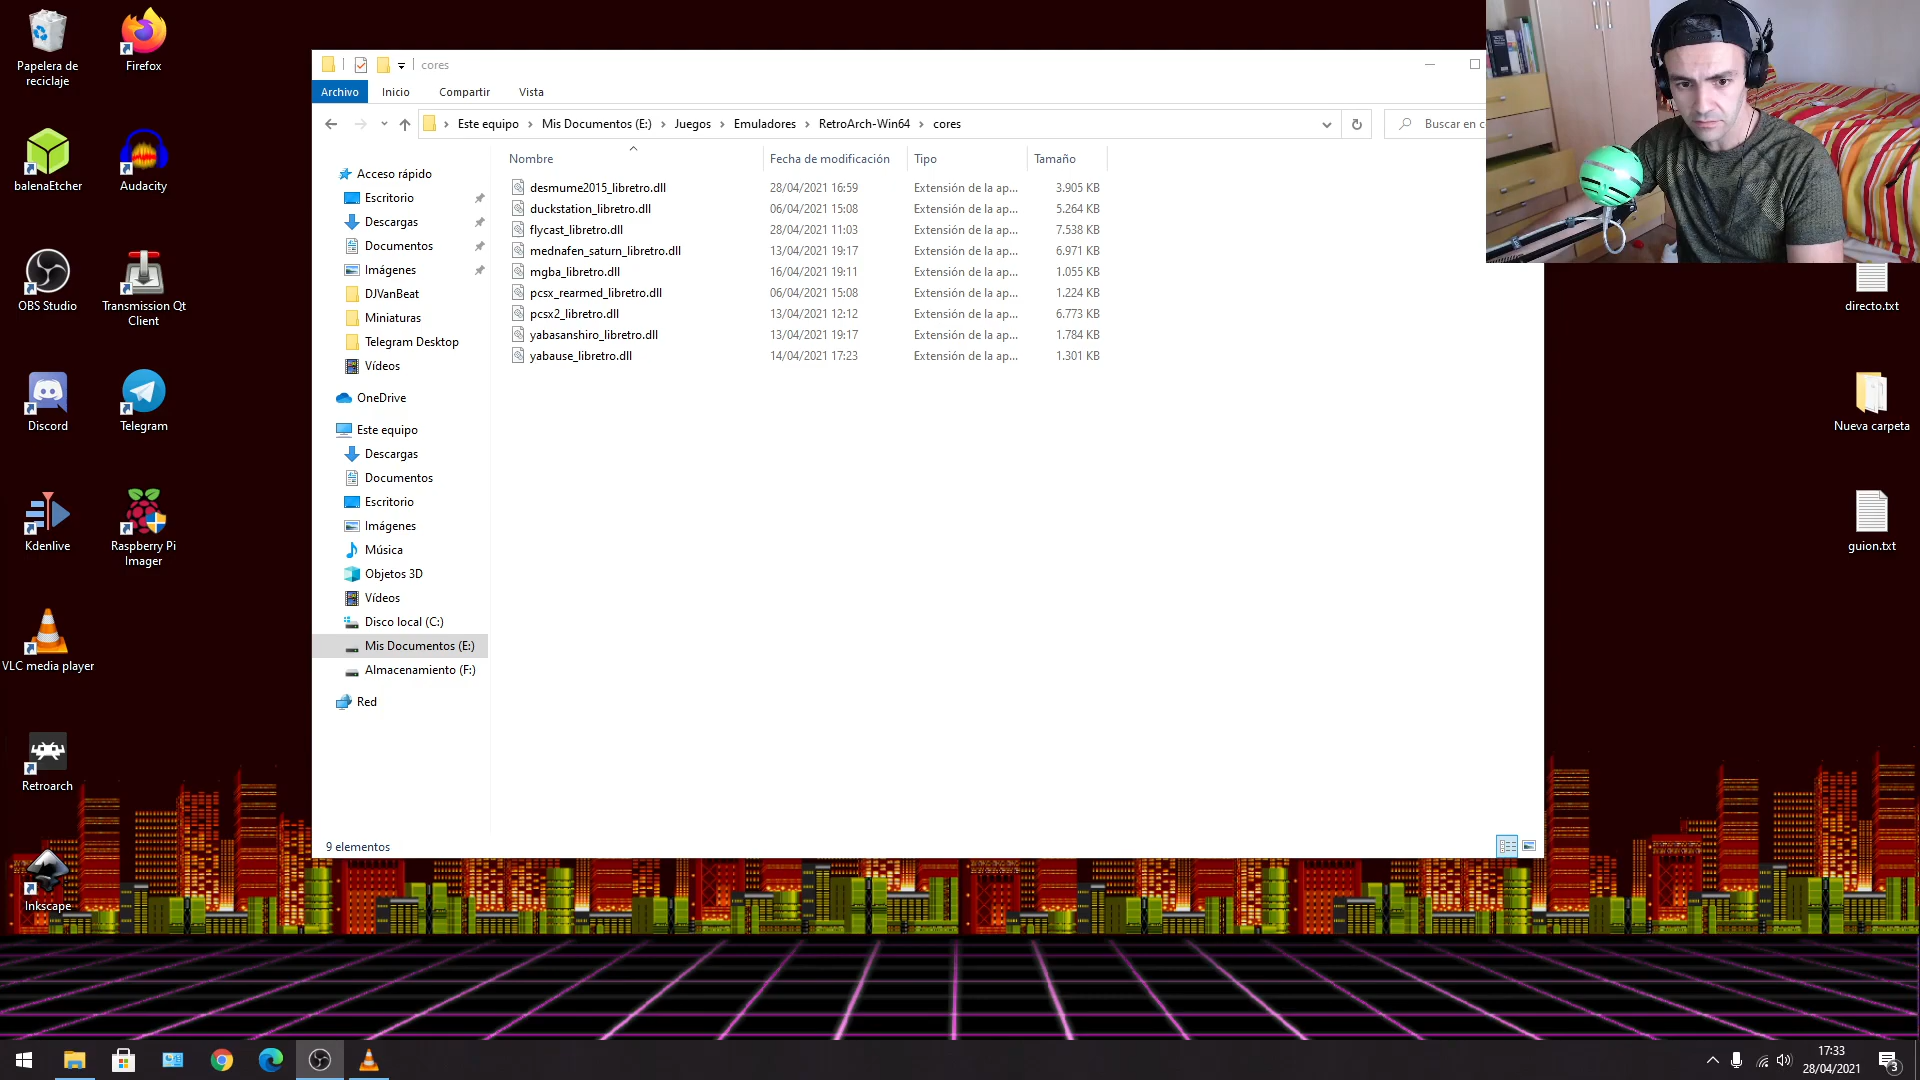 Papelera de
reciclaje
Firefox
balenaEtcher
Audacity
OBS Studio
Transmission Qt
Client
Discord
Telegram
Kdenlive
Raspberry Pi
Imager
VLC media player
Retroarch
Inkscape
cores
Archivo
Inicio
Compartir
Vista
Este equipo
Mis Documentos (E:)
Juegos
Emuladores
RetroArch-Win64
cores
Buscar en c
Acceso rápido
Escritorio
Descargas
Documentos
Imágenes
DJVanBeat
Miniaturas
Telegram Desktop
Vídeos
OneDrive
Este equipo
Descargas
Documentos
Escritorio
Imágenes
Música
Objetos 3D
Vídeos
Disco local (C:)
Mis Documentos (E:)
Almacenamiento (F:)
Red
Nombre Fecha de modificación Tipo Tamaño
desmume2015_libretro.dll 28/04/2021 16:59 Extensión de la ap... 3.905 KB
duckstation_libretro.dll 06/04/2021 15:08 Extensión de la ap... 5.264 KB
flycast_libretro.dll 28/04/2021 11:03 Extensión de la ap... 7.538 KB
mednafen_saturn_libretro.dll 13/04/2021 19:17 Extensión de la ap... 6.971 KB
mgba_libretro.dll 16/04/2021 19:11 Extensión de la ap... 1.055 KB
pcsx_rearmed_libretro.dll 06/04/2021 15:08 Extensión de la ap... 1.224 KB
pcsx2_libretro.dll 13/04/2021 12:12 Extensión de la ap... 6.773 KB
yabasanshiro_libretro.dll 13/04/2021 19:17 Extensión de la ap... 1.784 KB
yabause_libretro.dll 14/04/2021 17:23 Extensión de la ap... 1.301 KB
9 elementos
directo.txt
Nueva carpeta
guion.txt
17:33
28/04/2021
3